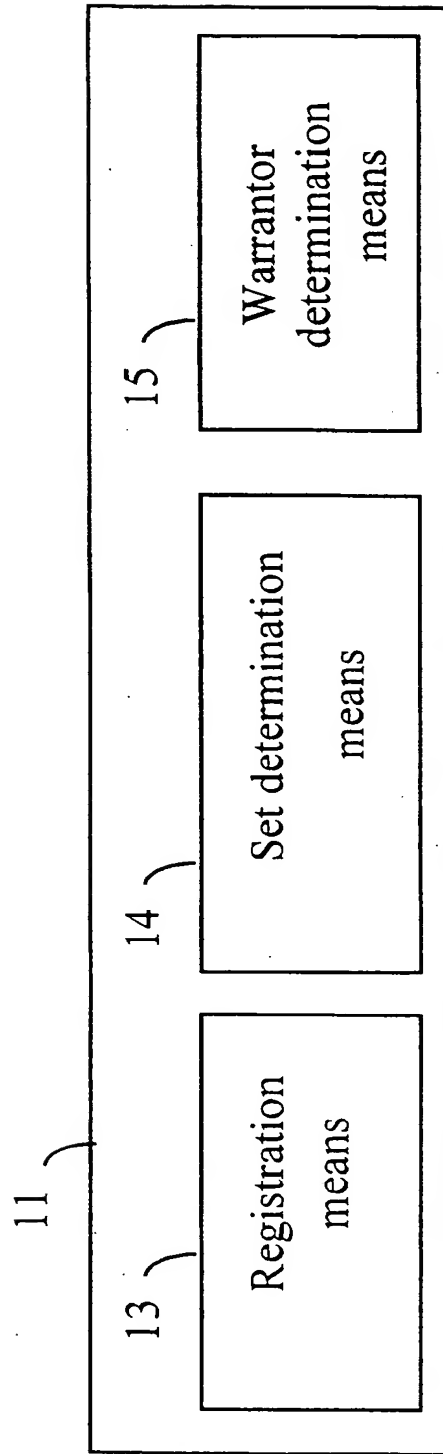 11
13
Registration
means
14
Set determination
means
15
Warrantor
determination
means